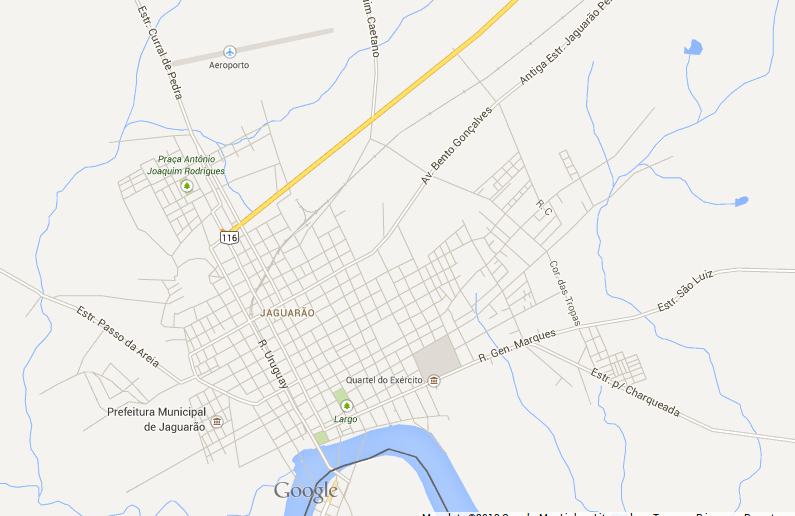 Estr. Curral de Pedra
Caetano
Aeroporto
Antiga Estr. Jaguarão
Av. Bento Gonçalves
Praça Antônio
Joaquim Rodrigues
R. C
116
Cor. das Tropas
Estr. São Luiz
Estr. Passo da Areia
JAGUARÃO
R. Uruguay
R. Gen. Marques
Quartel do Exército
Estr. p/ Charqueada
Prefeitura Municipal
de Jaguarão
Largo
Google